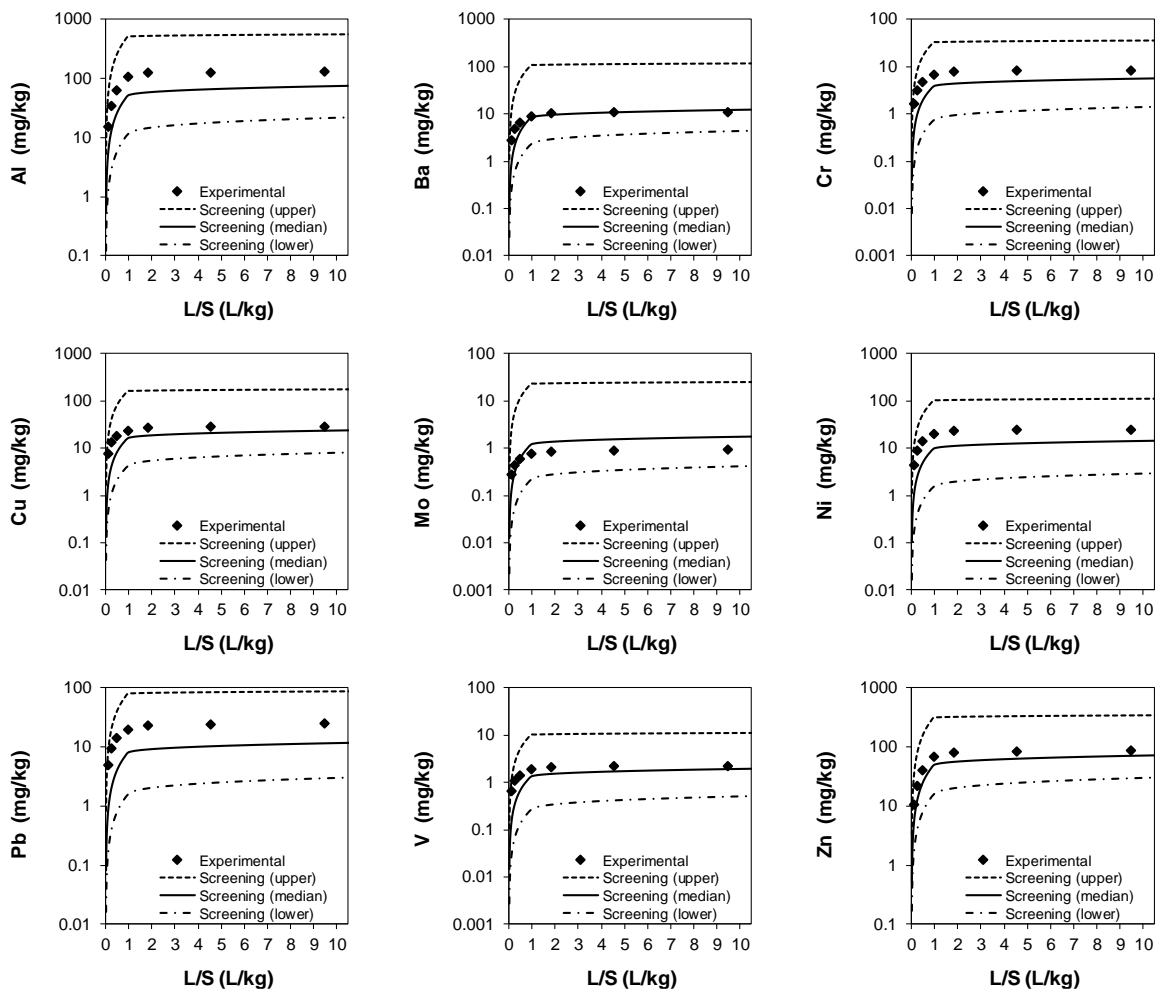 1000
100
10
1
0.1
Al (mg/kg)
Experimental
Screening (upper)
Screening (median)
Screening (lower)
0 1 2 3 4 5 6 7 8 9 10
L/S (L/kg)
1000
100
10
1
0.1
0.01
Ba (mg/kg)
Experimental
Screening (upper)
Screening (median)
Screening (lower)
0 1 2 3 4 5 6 7 8 9 10
L/S (L/kg)
100
10
1
0.1
0.01
0.001
Cr (mg/kg)
Experimental
Screening (upper)
Screening (median)
Screening (lower)
0 1 2 3 4 5 6 7 8 9 10
L/S (L/kg)
1000
100
10
1
0.1
0.01
Cu (mg/kg)
Experimental
Screening (upper)
Screening (median)
Screening (lower)
0 1 2 3 4 5 6 7 8 9 10
L/S (L/kg)
100
10
1
0.1
0.01
0.001
Mo (mg/kg)
Experimental
Screening (upper)
Screening (median)
Screening (lower)
0 1 2 3 4 5 6 7 8 9 10
L/S (L/kg)
1000
100
10
1
0.1
0.01
Ni (mg/kg)
Experimental
Screening (upper)
Screening (median)
Screening (lower)
0 1 2 3 4 5 6 7 8 9 10
L/S (L/kg)
100
10
1
0.1
0.01
Pb (mg/kg)
Experimental
Screening (upper)
Screening (median)
Screening (lower)
0 1 2 3 4 5 6 7 8 9 10
L/S (L/kg)
100
10
1
0.1
0.01
0.001
V (mg/kg)
Experimental
Screening (upper)
Screening (median)
Screening (lower)
0 1 2 3 4 5 6 7 8 9 10
L/S (L/kg)
1000
100
10
1
0.1
Zn (mg/kg)
Experimental
Screening (upper)
Screening (median)
Screening (lower)
0 1 2 3 4 5 6 7 8 9 10
L/S (L/kg)